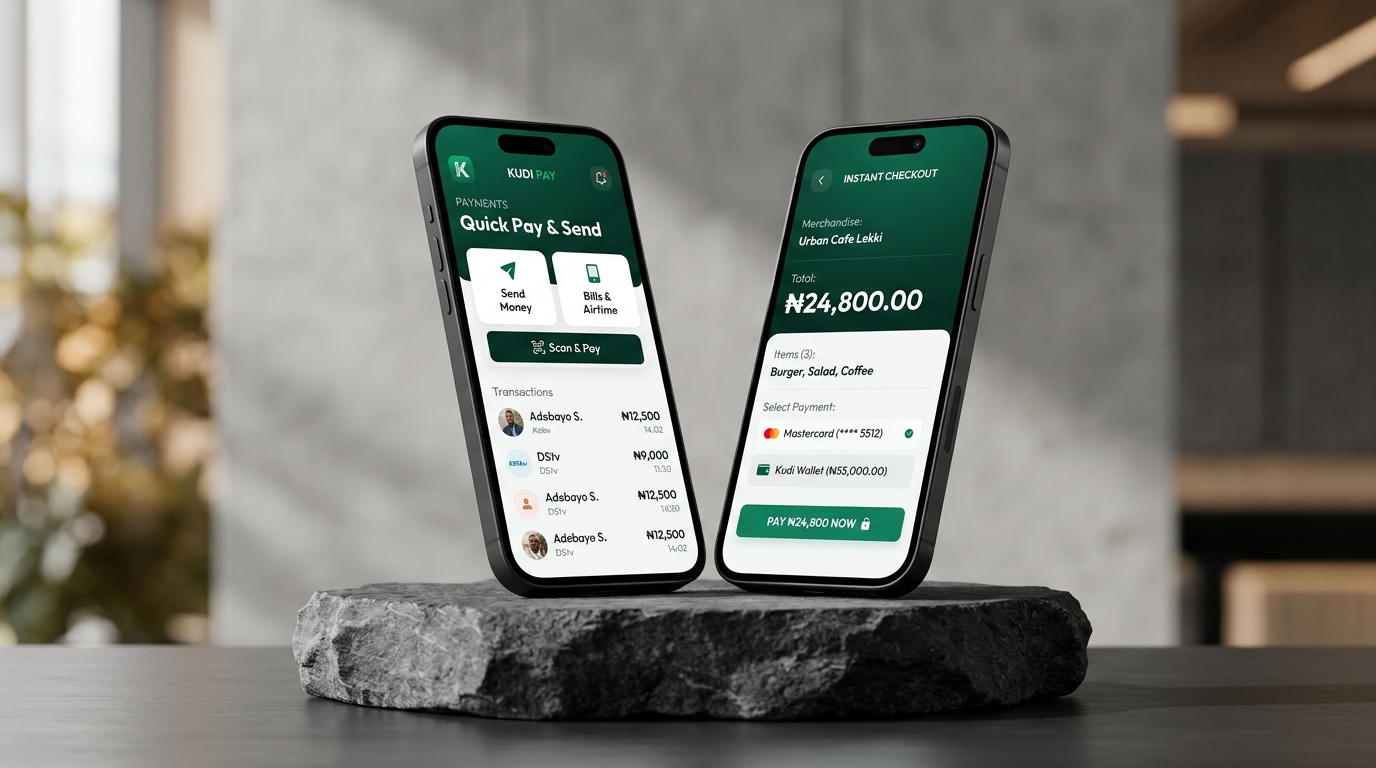 K
KUDI PAY
PAYMENTS
Quick Pay & Send
Send
Money
Bills &
Airtime
Scan & Pay
Transactions
Adsbayo S.
₦12,500
14.02
DStv
₦9,000
DStv
11:30
Adsbayo S.
₦12,500
DStv
Adebaye S.
₦12,500
DStv
14/02
INSTANT CHECKOUT
Merchandise:
Urban Cafe Lekki
Total:
₦24,800.00
Items (3):
Burger, Salad, Coffee
Select Payment:
Mastercard (**** 5512)
Kudi Wallet (₦55,000.00)
PAY ₦24,800 NOW